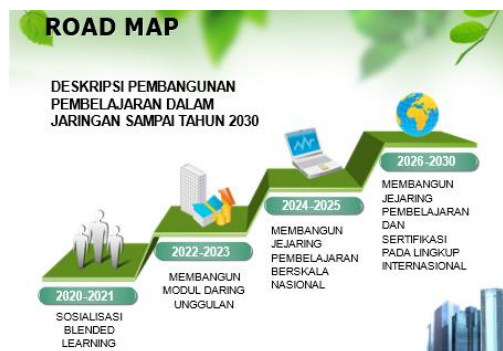 ROAD MAP
DESKRIPSI PEMBANGUNAN
PEMBELAJARAN DALAM
JARINGAN SAMPAI TAHUN 2030
2020-2021
SOSIALISASI
BLENDED
LEARNING
2022-2023
MEMBANGUN
MODUL DARING
UNGGULAN
2024-2025
MEMBANGUN
JEJARING
PEMBELAJARAN
BERSKALA
NASIONAL
2026-2030
MEMBANGUN
JEJARING
PEMBELAJARAN
DAN
SERTIFIKASI
PADA LINGKUP
INTERNASIONAL